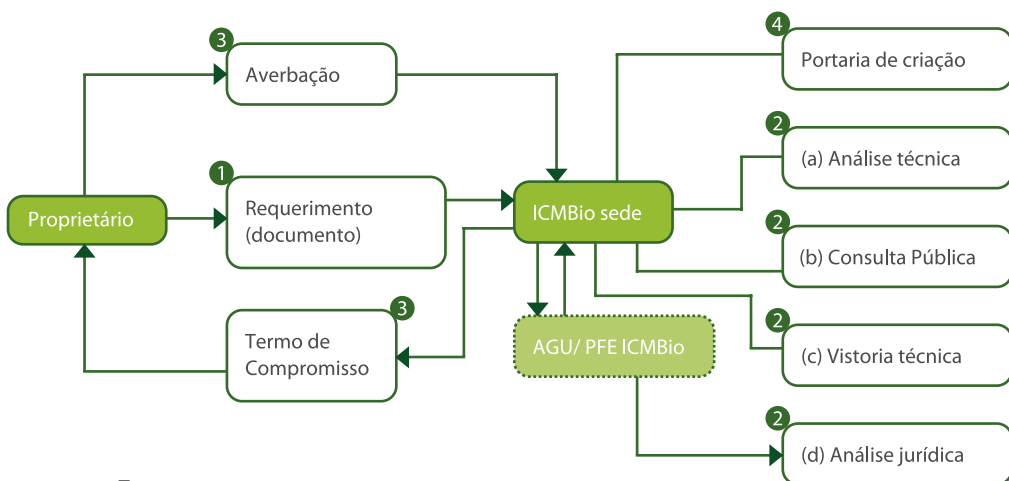 3
Averbação
1
Requerimento
(documento)
Proprietário
3
Termo de
Compromisso
ICMBio sede
AGU/ PFE ICMBio
4
Portaria de criação
2
(a) Análise técnica
2
(b) Consulta Pública
2
(c) Vistoria técnica
2
(d) Análise jurídica